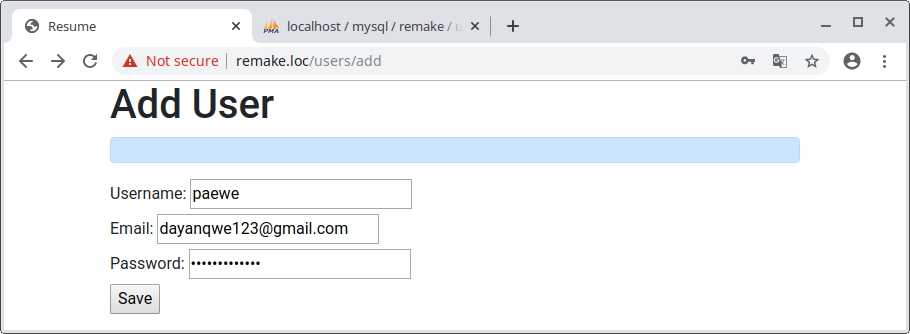 Resume
PMA localhost / mysql / remake / u
Not secure remake.loc/users/add
Add User
Username: paewe
Email: dayanqwe123@gmail.com
Password: •••••••••••••
Save